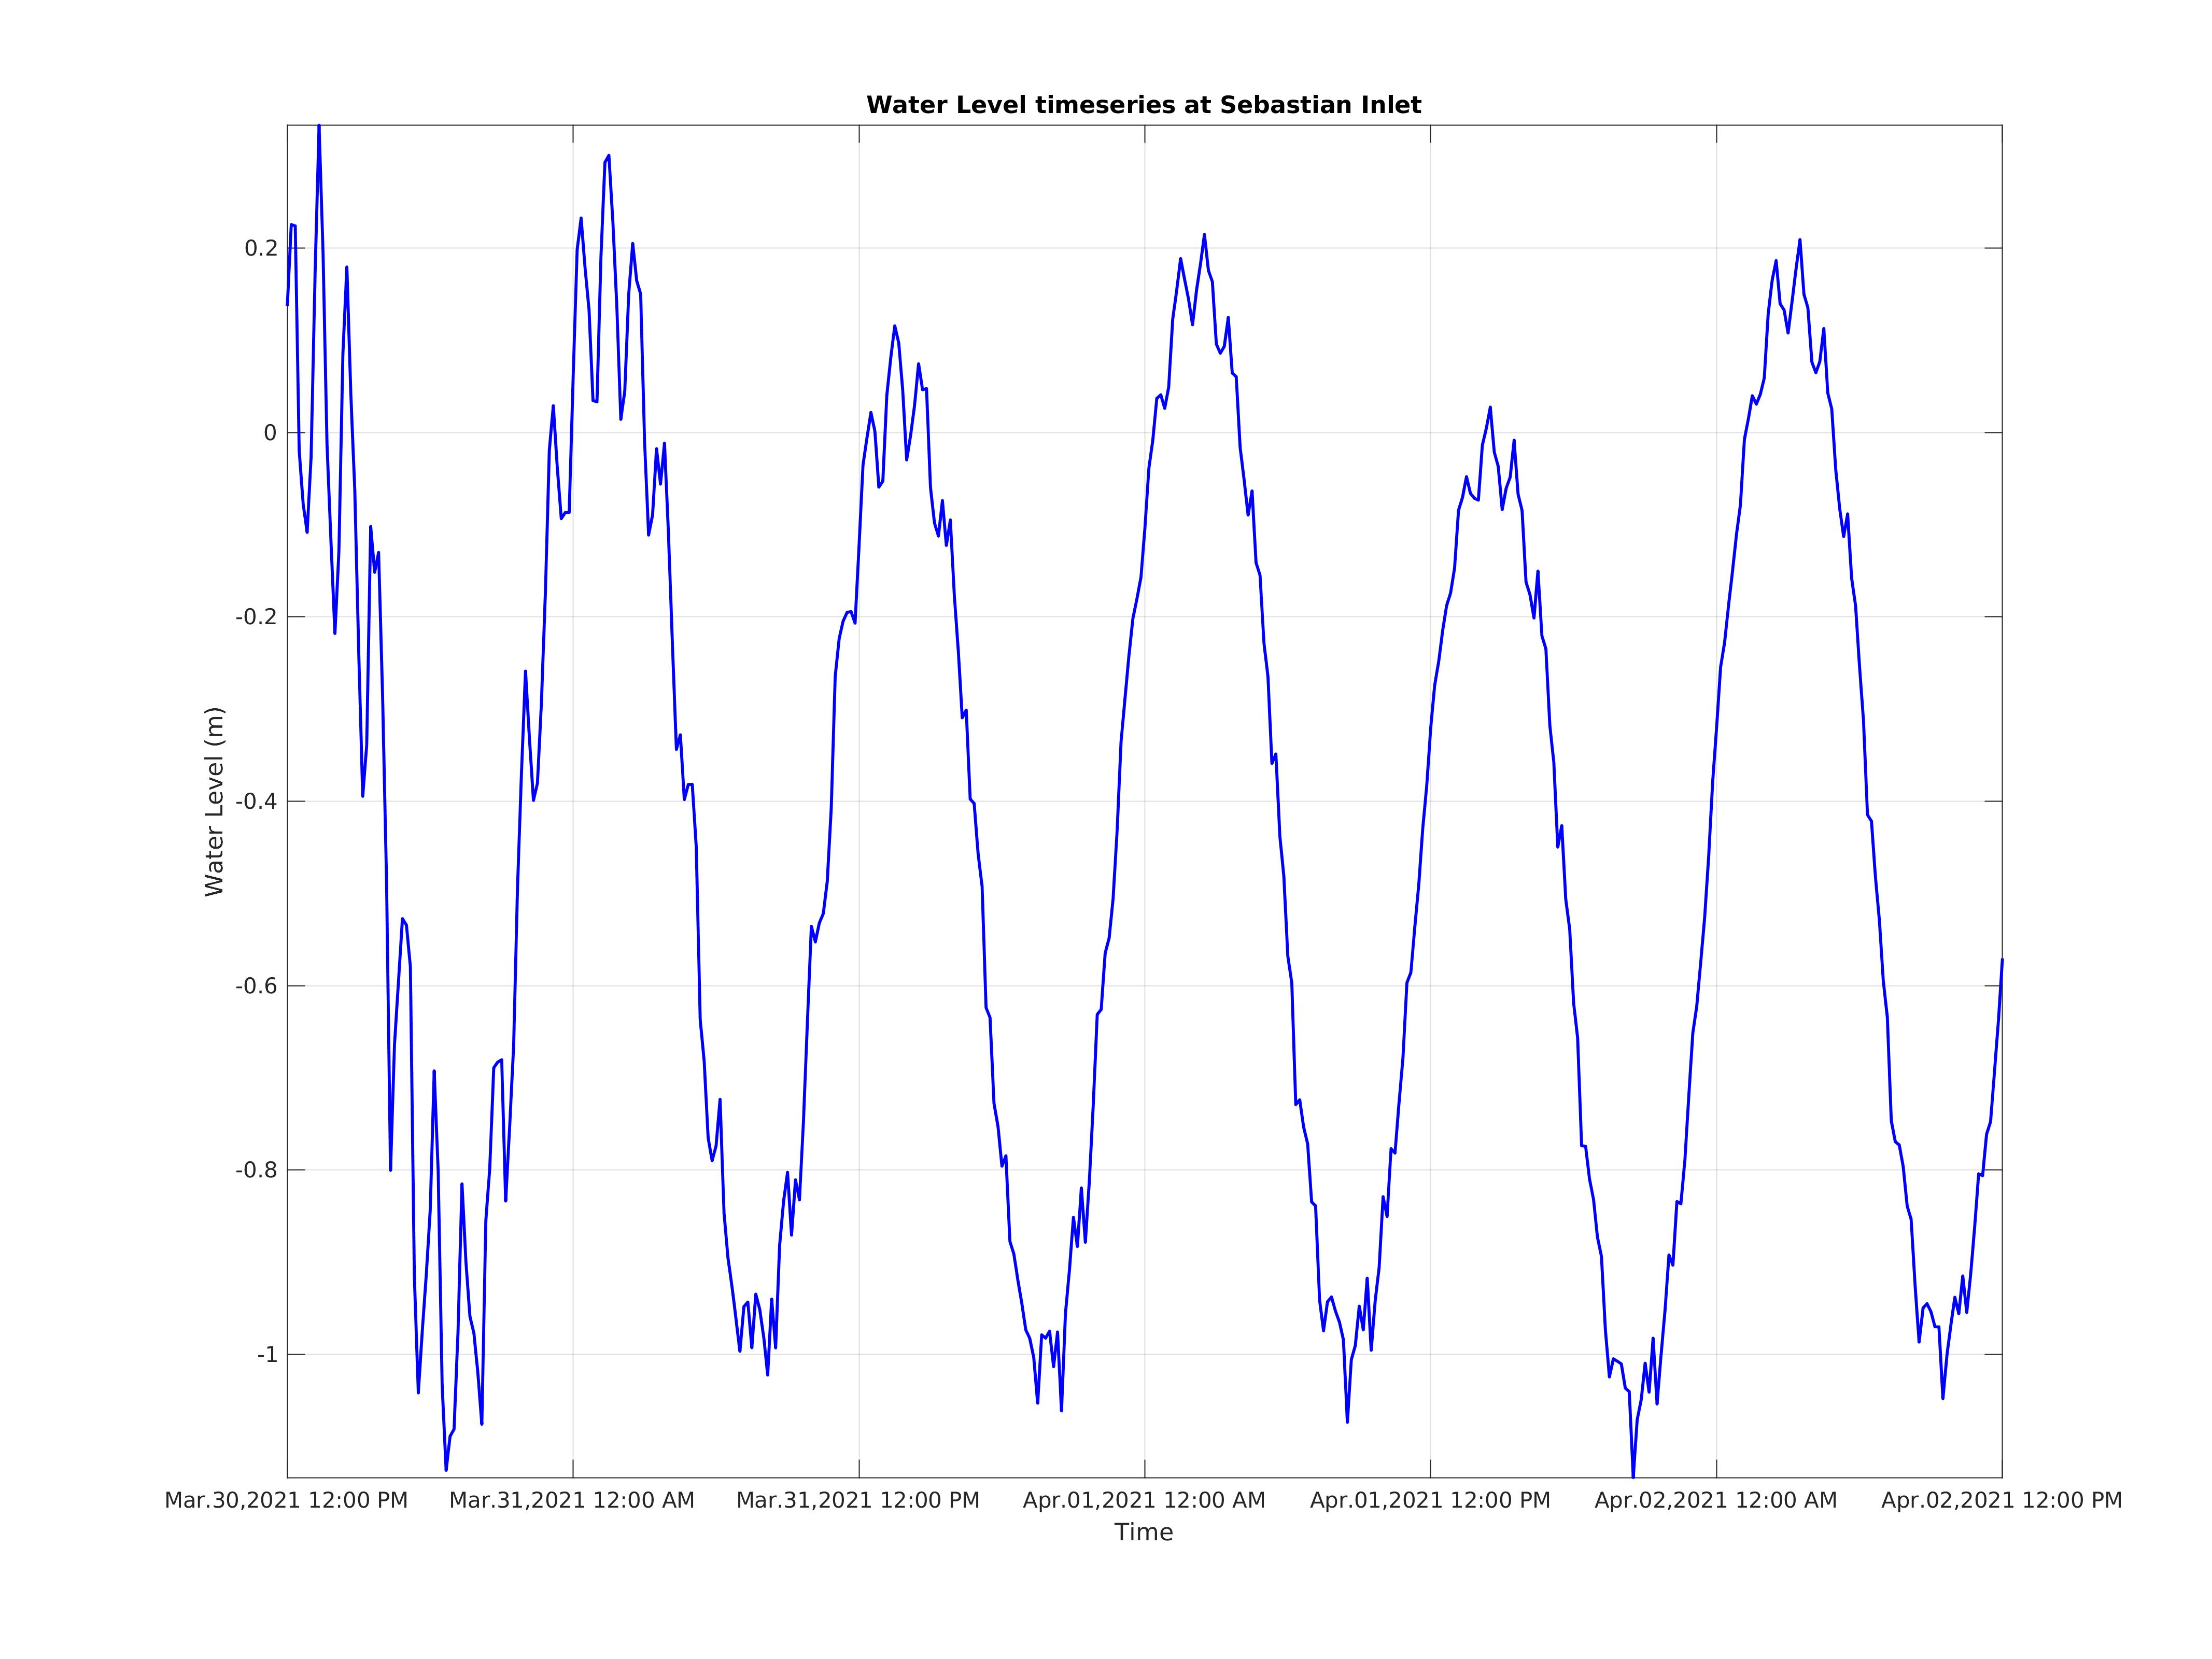 Water Level timeseries at Sebastian Inlet
Water Level (m)
0.2
0
-0.2
-0.4
-0.6
-0.8
-1
Mar.30,2021 12:00 PM
Mar.31,2021 12:00 AM
Mar.31,2021 12:00 PM
Apr.01,2021 12:00 AM
Apr.01,2021 12:00 PM
Apr.02,2021 12:00 AM
Apr.02,2021 12:00 PM
Time